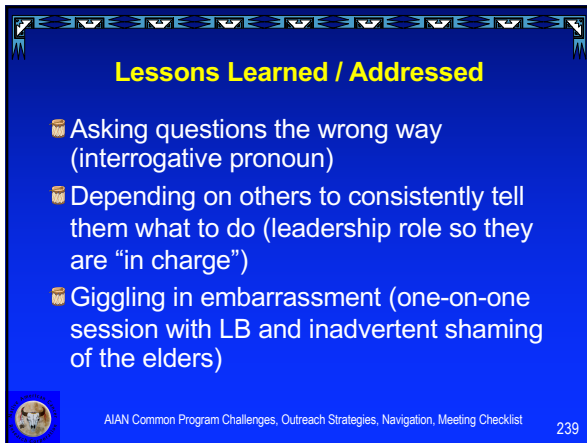 Lessons Learned / Addressed
Asking questions the wrong way
(interrogative pronoun)
Depending on others to consistently tell
them what to do (leadership role so they
are “in charge”)
Giggling in embarrassment (one-on-one
session with LB and inadvertent shaming
of the elders)
AIAN Common Program Challenges, Outreach Strategies, Navigation, Meeting Checklist
239